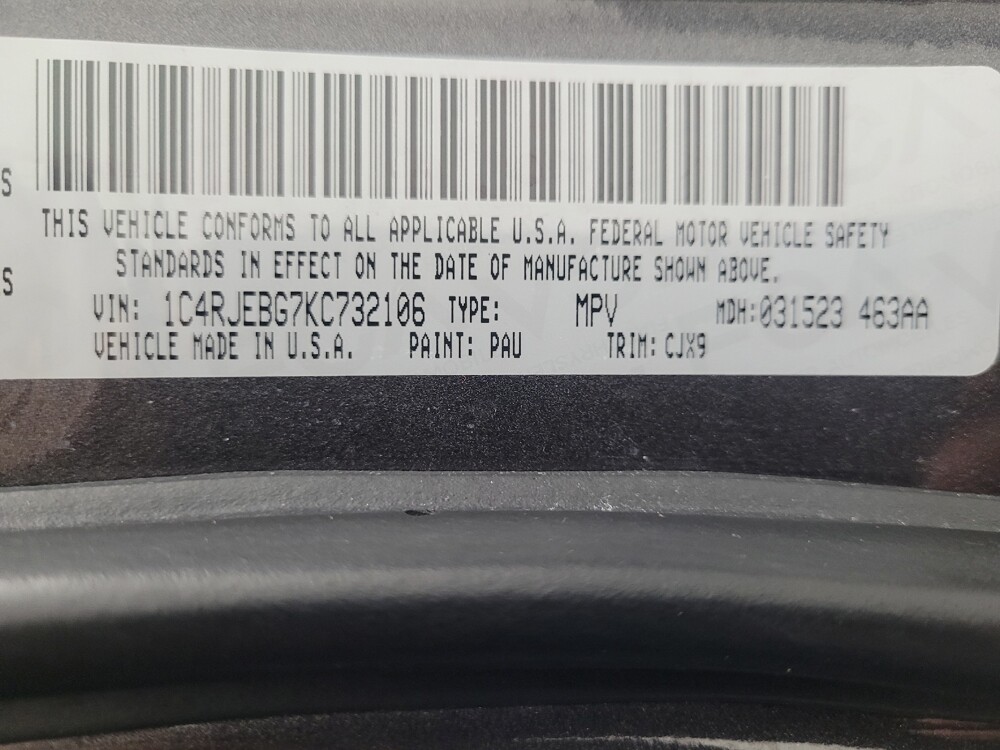 S
THIS VEHICLE CONFORMS TO ALL APPLICABLE U.S.A. FEDERAL MOTOR VEHICLE SAFETY
S
STANDARDS IN EFFECT ON THE DATE OF MANUFACTURE SHOWN ABOVE.
VIN: 1C4RJEBG7KC732106 TYPE: MPV MDH:031523 463AA
VEHICLE MADE IN U.S.A. PAINT: PAU TRIM: CJX9